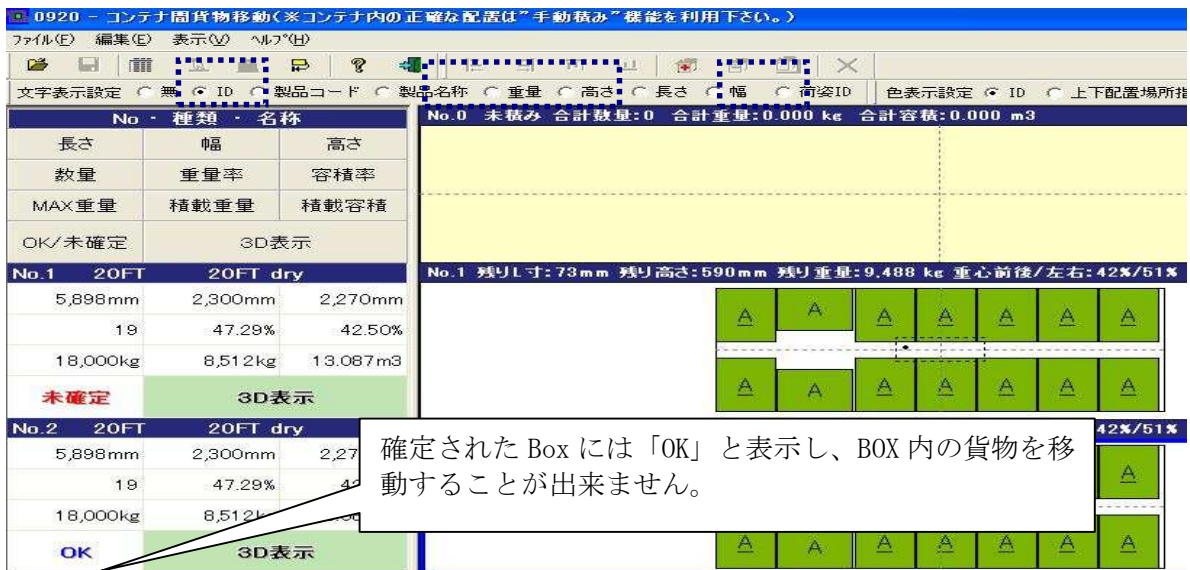 0920 - コンテナ間貨物移動(※コンテナ内の正確な配置は”手動積み”機能を利用下さい。)
ファイル(F) 編集(E) 表示(V) ヘルプ(H)
文字表示設定 無 ID 製品コード 製品名称 重量 高さ 長さ 幅 荷姿ID 色表示設定 ID 上下配置場所指
No ・ 種類 ・ 名称
長さ 幅 高さ
数量 重量率 容積率
MAX重量 積載重量 積載容積
OK/未確定 3D表示
No.0 未積み 合計数量:0 合計重量:0.000 kg 合計容積:0.000 m3
No.1 20FT 20FT dry
5,898mm 2,300mm 2,270mm
19 47.29% 42.50%
18,000kg 8,512kg 13.087m3
未確定 3D表示
No.1 残りL寸:73mm 残り高さ:590mm 残り重量:9,488 kg 重心前後/左右:42%/51%
A A A A A A A
A A A A A A A
No.2 20FT 20FT dry
5,898mm 2,300mm 2,27
19 47.29%
18,000kg 8,512k
OK 3D表示
42%/51%
A
A A A A A A A
確定された Box には「OK」と表示し、BOX 内の貨物を移
動することが出来ません。